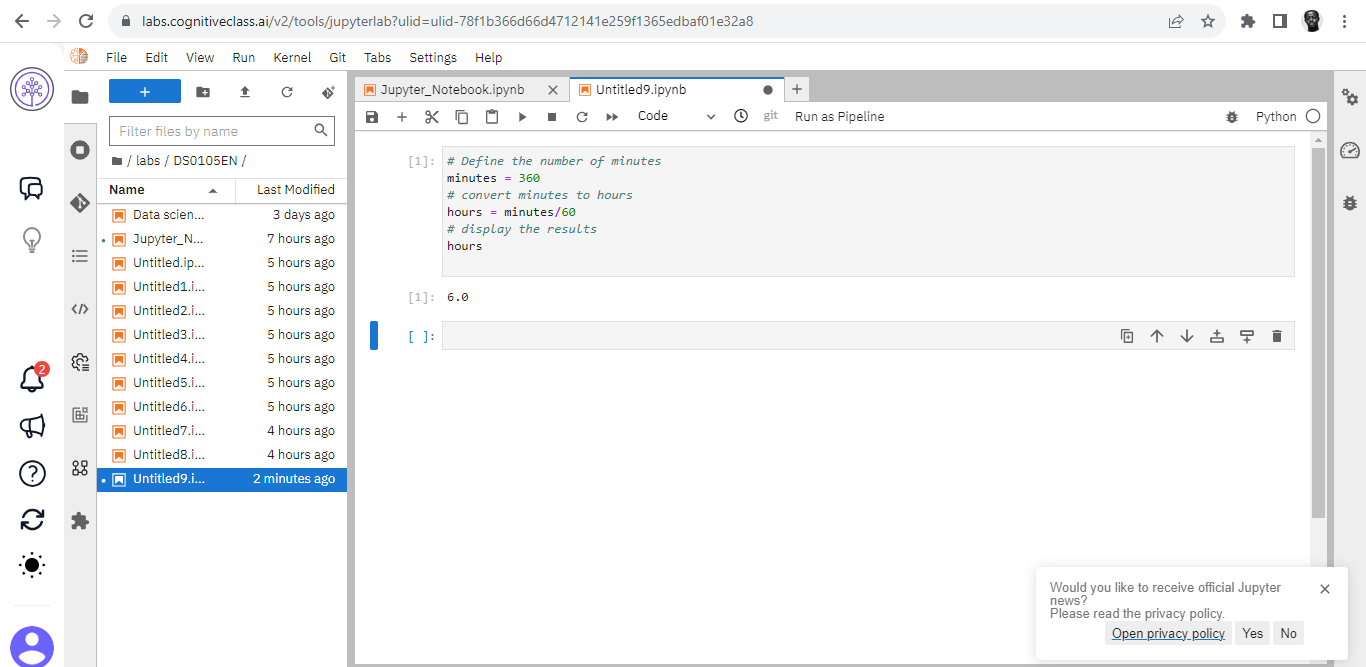 labs.cognitiveclass.ai/v2/tools/jupyterlab?ulid=ulid-78f1b366d66d4712141e259f1365edbaf01e32a8
File Edit View Run Kernel Git Tabs Settings Help
Jupyter_Notebook.ipynb
Untitled9.ipynb
Code
git
Run as Pipeline
Python
Filter files by name
/ labs / DS0105EN /
Name Last Modified
Data scien... 3 days ago
Jupyter_N... 7 hours ago
Untitled.ip... 5 hours ago
Untitled1.i... 5 hours ago
Untitled2.i... 5 hours ago
Untitled3.i... 5 hours ago
Untitled4.i... 5 hours ago
Untitled5.i... 5 hours ago
Untitled6.i... 5 hours ago
Untitled7.i... 4 hours ago
Untitled8.i... 4 hours ago
Untitled9.i... 2 minutes ago
2
[1]: # Define the number of minutes
minutes = 360
# convert minutes to hours
hours = minutes/60
# display the results
hours
[1]: 6.0
[ ]:
Would you like to receive official Jupyter
news?
Please read the privacy policy.
Open privacy policy Yes No